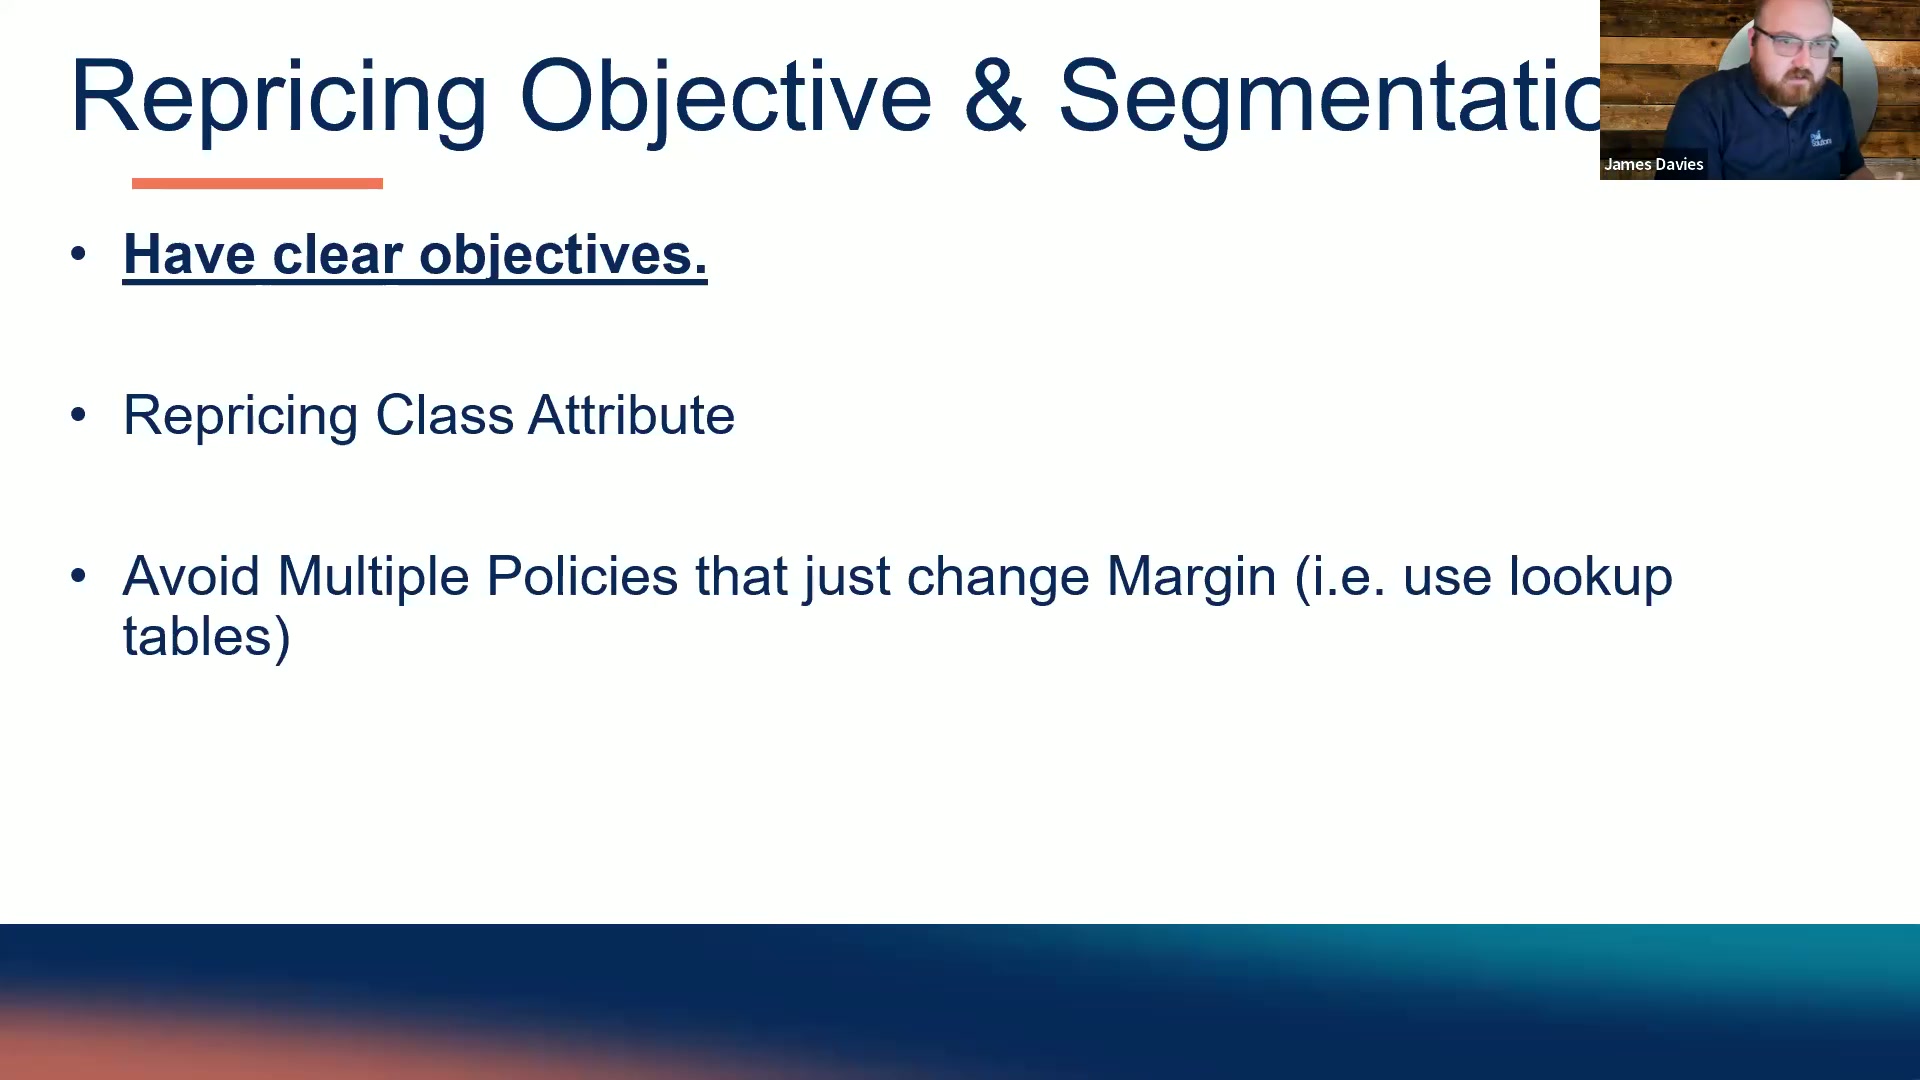 Repricing Objective & Segmentatio
James Davies
• Have clear objectives.
• Repricing Class Attribute
• Avoid Multiple Policies that just change Margin (i.e. use lookup
tables)